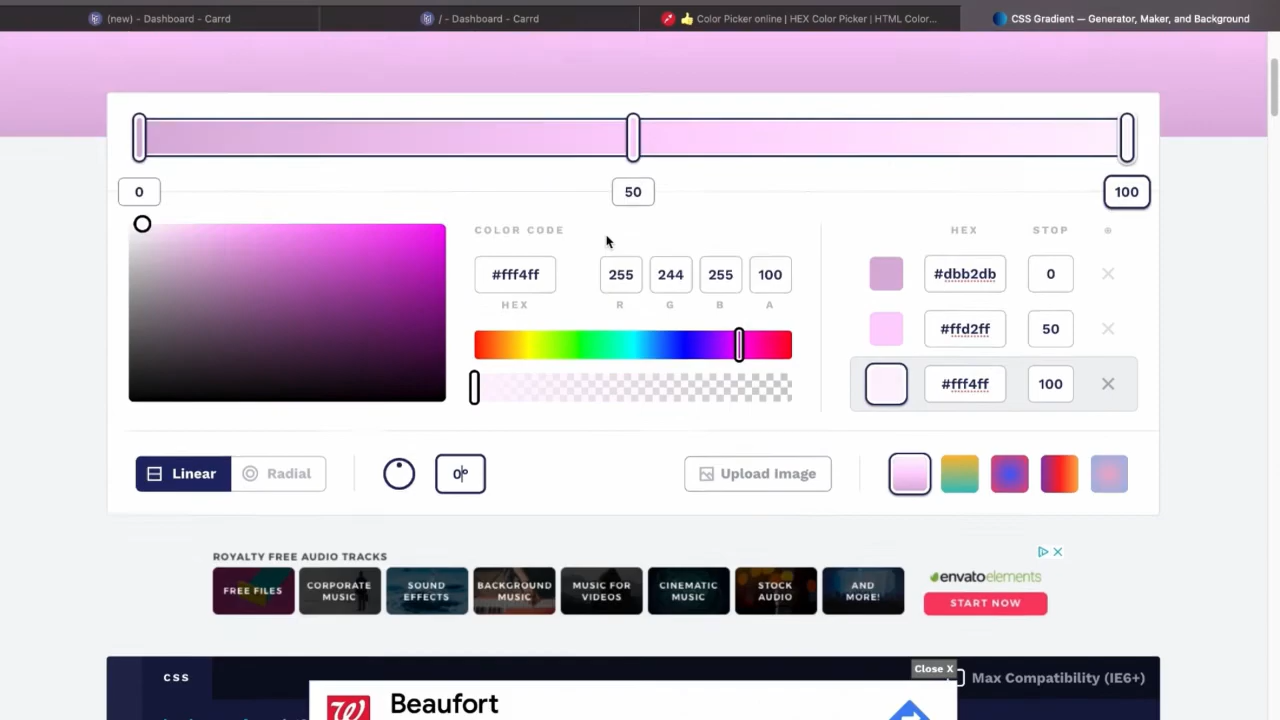 (new) - Dashboard - Carrd
/ - Dashboard - Carrd
👍 Color Picker online | HEX Color Picker | HTML Color...
CSS Gradient — Generator, Maker, and Background
0
50
100
COLOR CODE
HEX
STOP
#fff4ff
255
244
255
100
HEX
R
G
B
A
#dbb2db
0
#ffd2ff
50
#fff4ff
100
Linear
Radial
0°
Upload Image
ROYALTY FREE AUDIO TRACKS
FREE FILES
CORPORATE
MUSIC
SOUND
EFFECTS
BACKGROUND
MUSIC
MUSIC FOR
VIDEOS
CINEMATIC
MUSIC
STOCK
AUDIO
AND
MORE!
envatoelements
START NOW
CSS
Close X
Max Compatibility (IE6+)
Beaufort